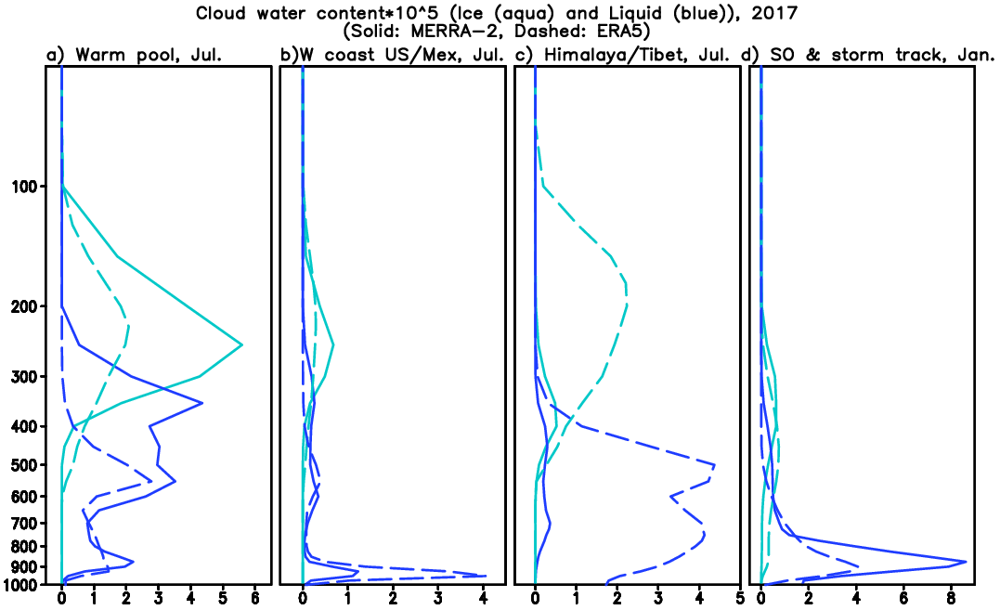 Cloud water content*10^5 (Ice (aqua) and Liquid (blue)), 2017
(Solid: MERRA-2, Dashed: ERA5)
a) Warm pool, Jul. b)W coast US/Mex, Jul. c) Himalaya/Tibet, Jul. d) SO & storm track, Jan.
100
200
300
400
500
600
700
800
900
1000
0 1 2 3 4 5 6 0 1 2 3 4 0 1 2 3 4 5 0 2 4 6 8